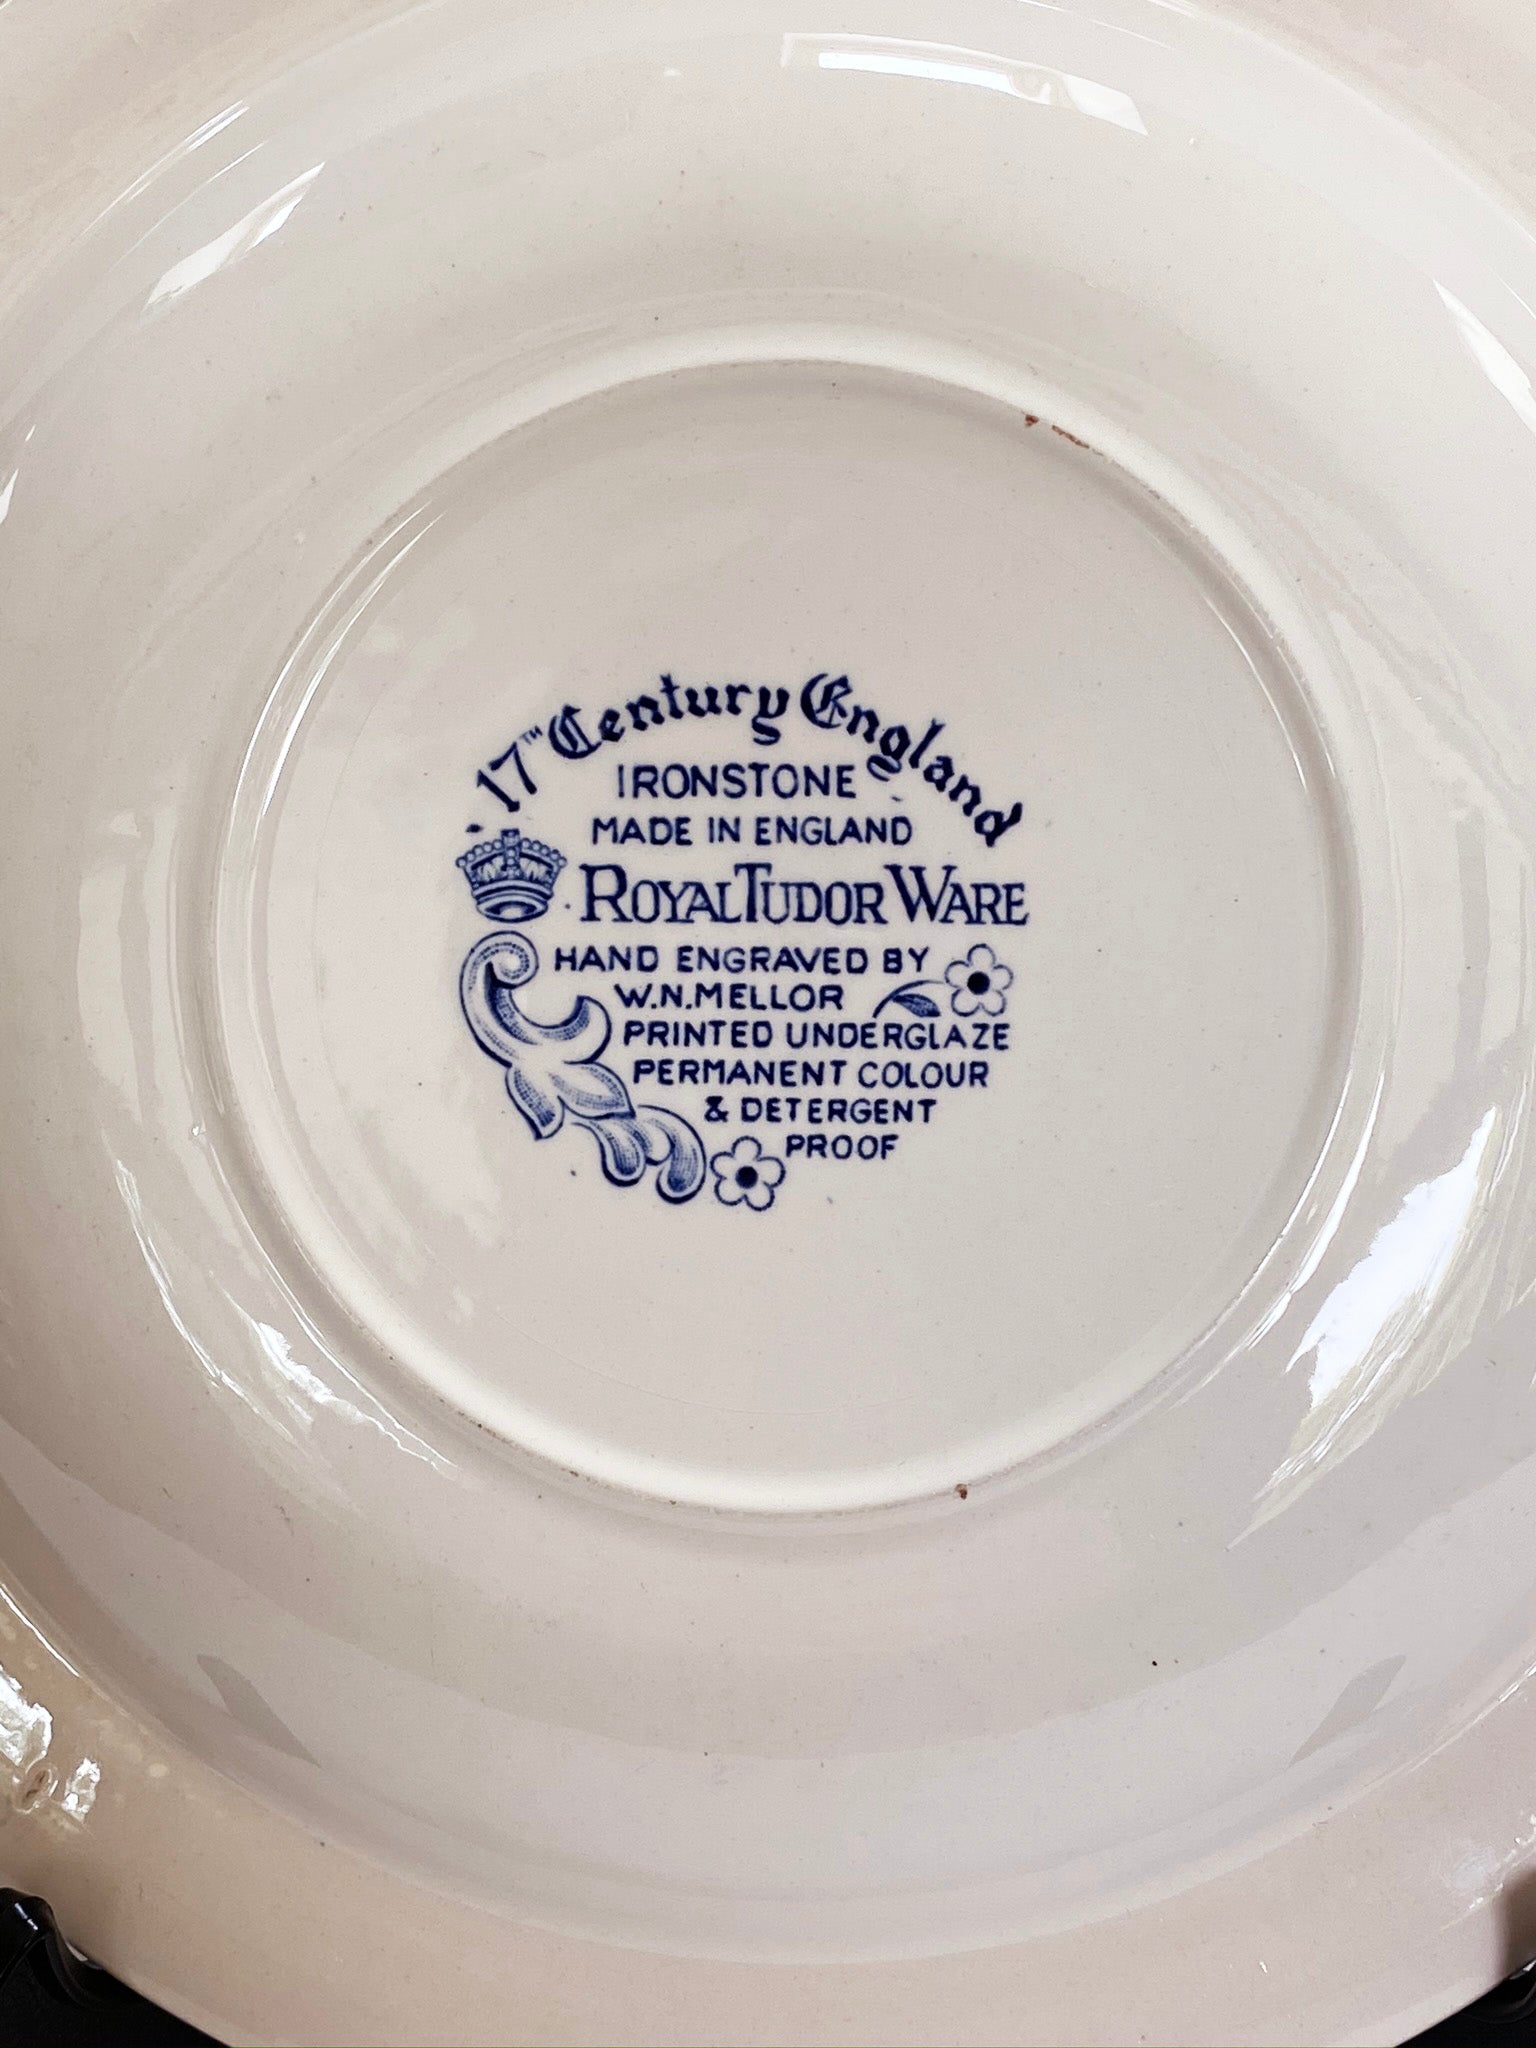 17TH Century England
IRONSTONE
MADE IN ENGLAND
ROYAL TUDOR WARE
HAND ENGRAVED BY
W.N.MELLOR
PRINTED UNDERGLAZE
PERMANENT COLOUR
& DETERGENT
PROOF